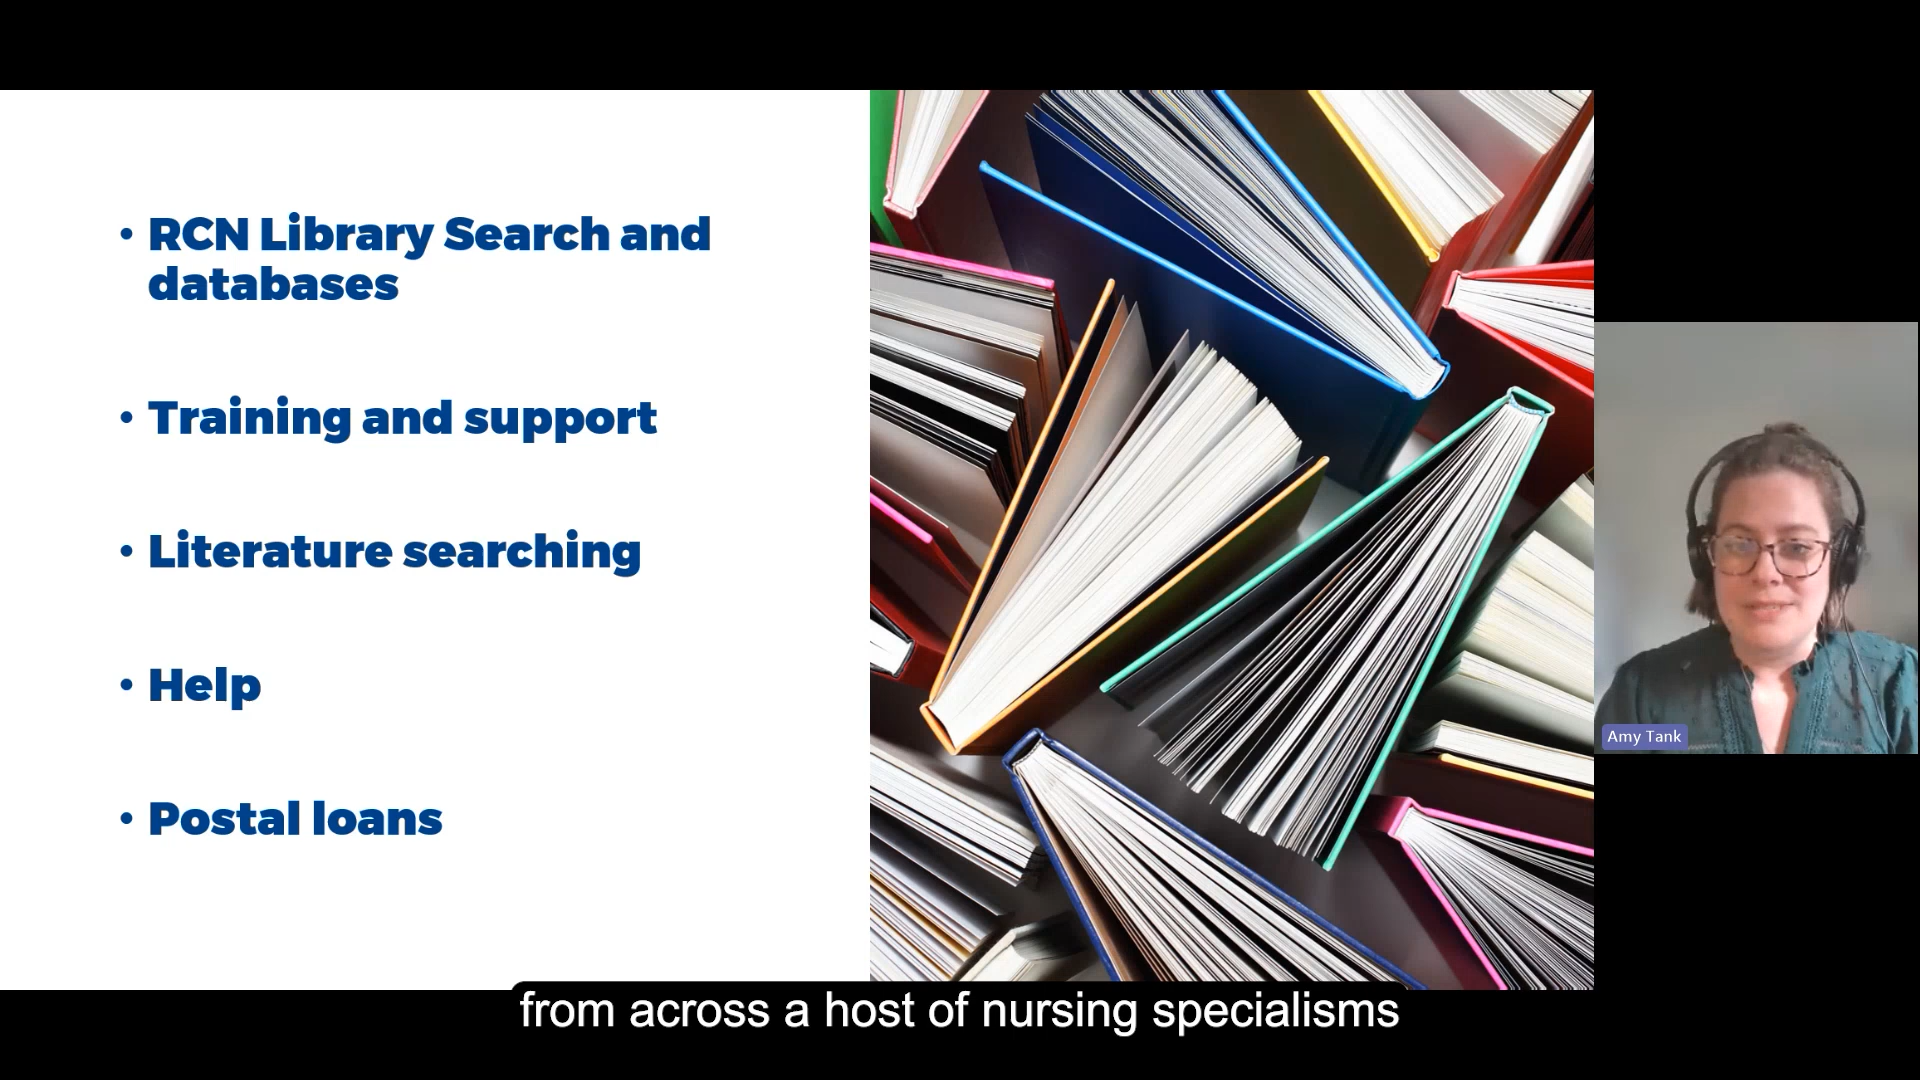 • RCN Library Search and
databases
• Training and support
• Literature searching
• Help
• Postal loans
Amy Tank
from across a host of nursing specialisms